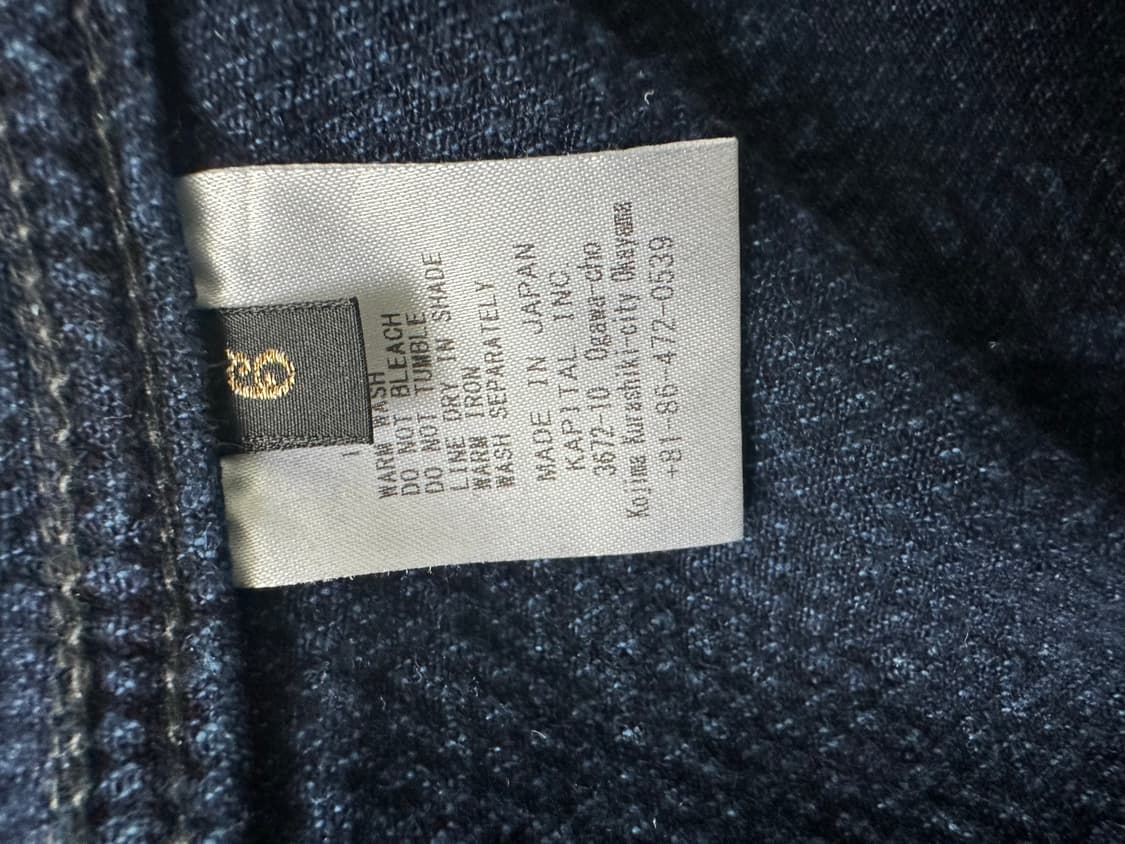 WARM WASH
DO NOT BLEACH
DO NOT TUMBLE
LINE DRY IN SHADE
WARM IRON
WASH SEPARATELY
MADE IN JAPAN
KAPITAL INC
3672-10 Ogawa-cho
Kojima Kurashiki-city Okayama
+81-86-472-0539